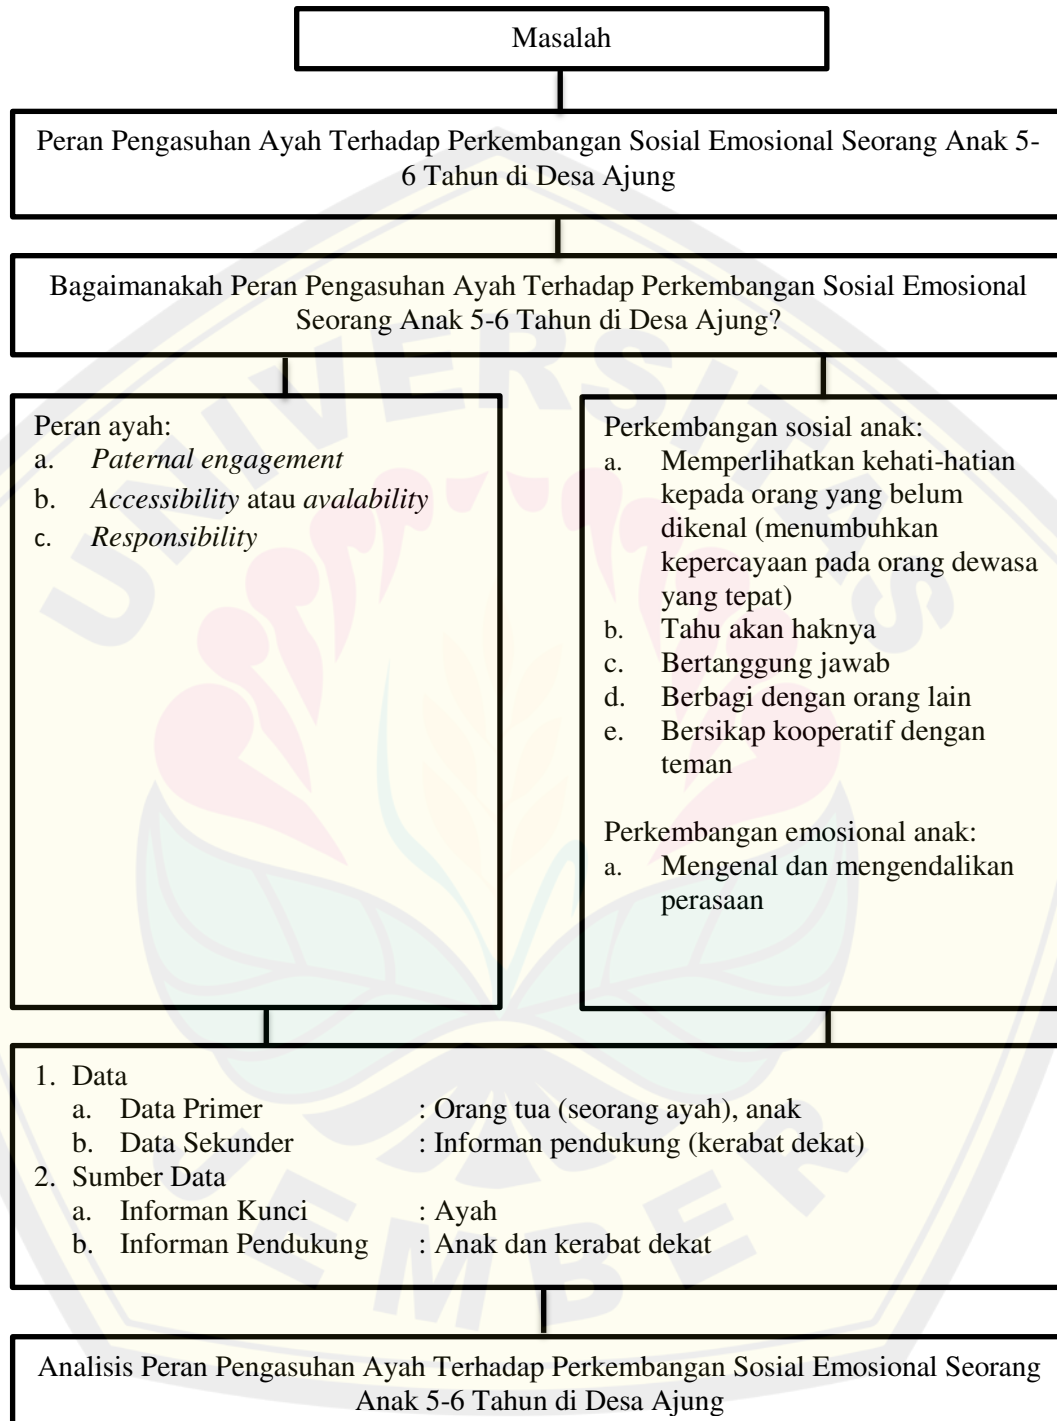 Masalah
Peran Pengasuhan Ayah Terhadap Perkembangan Sosial Emosional Seorang Anak 5-
6 Tahun di Desa Ajung
Bagaimanakah Peran Pengasuhan Ayah Terhadap Perkembangan Sosial Emosional
Seorang Anak 5-6 Tahun di Desa Ajung?
Peran ayah:
a. Paternal engagement
b. Accessibility atau avalability
c. Responsibility
Perkembangan sosial anak:
a. Memperlihatkan kehati-hatian
kepada orang yang belum
dikenal (menumbuhkan
kepercayaan pada orang dewasa
yang tepat)
b. Tahu akan haknya
c. Bertanggung jawab
d. Berbagi dengan orang lain
e. Bersikap kooperatif dengan
teman
Perkembangan emosional anak:
a. Mengenal dan mengendalikan
perasaan
1. Data
a. Data Primer : Orang tua (seorang ayah), anak
b. Data Sekunder : Informan pendukung (kerabat dekat)
2. Sumber Data
a. Informan Kunci : Ayah
b. Informan Pendukung : Anak dan kerabat dekat
Analisis Peran Pengasuhan Ayah Terhadap Perkembangan Sosial Emosional Seorang
Anak 5-6 Tahun di Desa Ajung
UNIVERSITAS
JEMBER